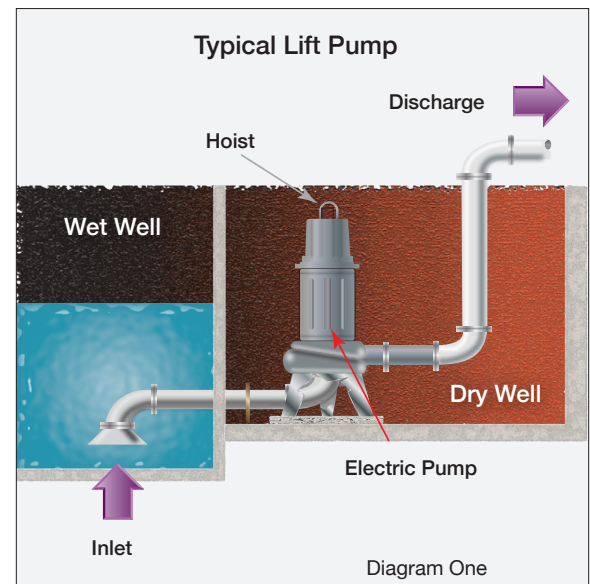 Typical Lift Pump
Discharge
Hoist
Wet Well
Dry Well
Electric Pump
Inlet
Diagram One